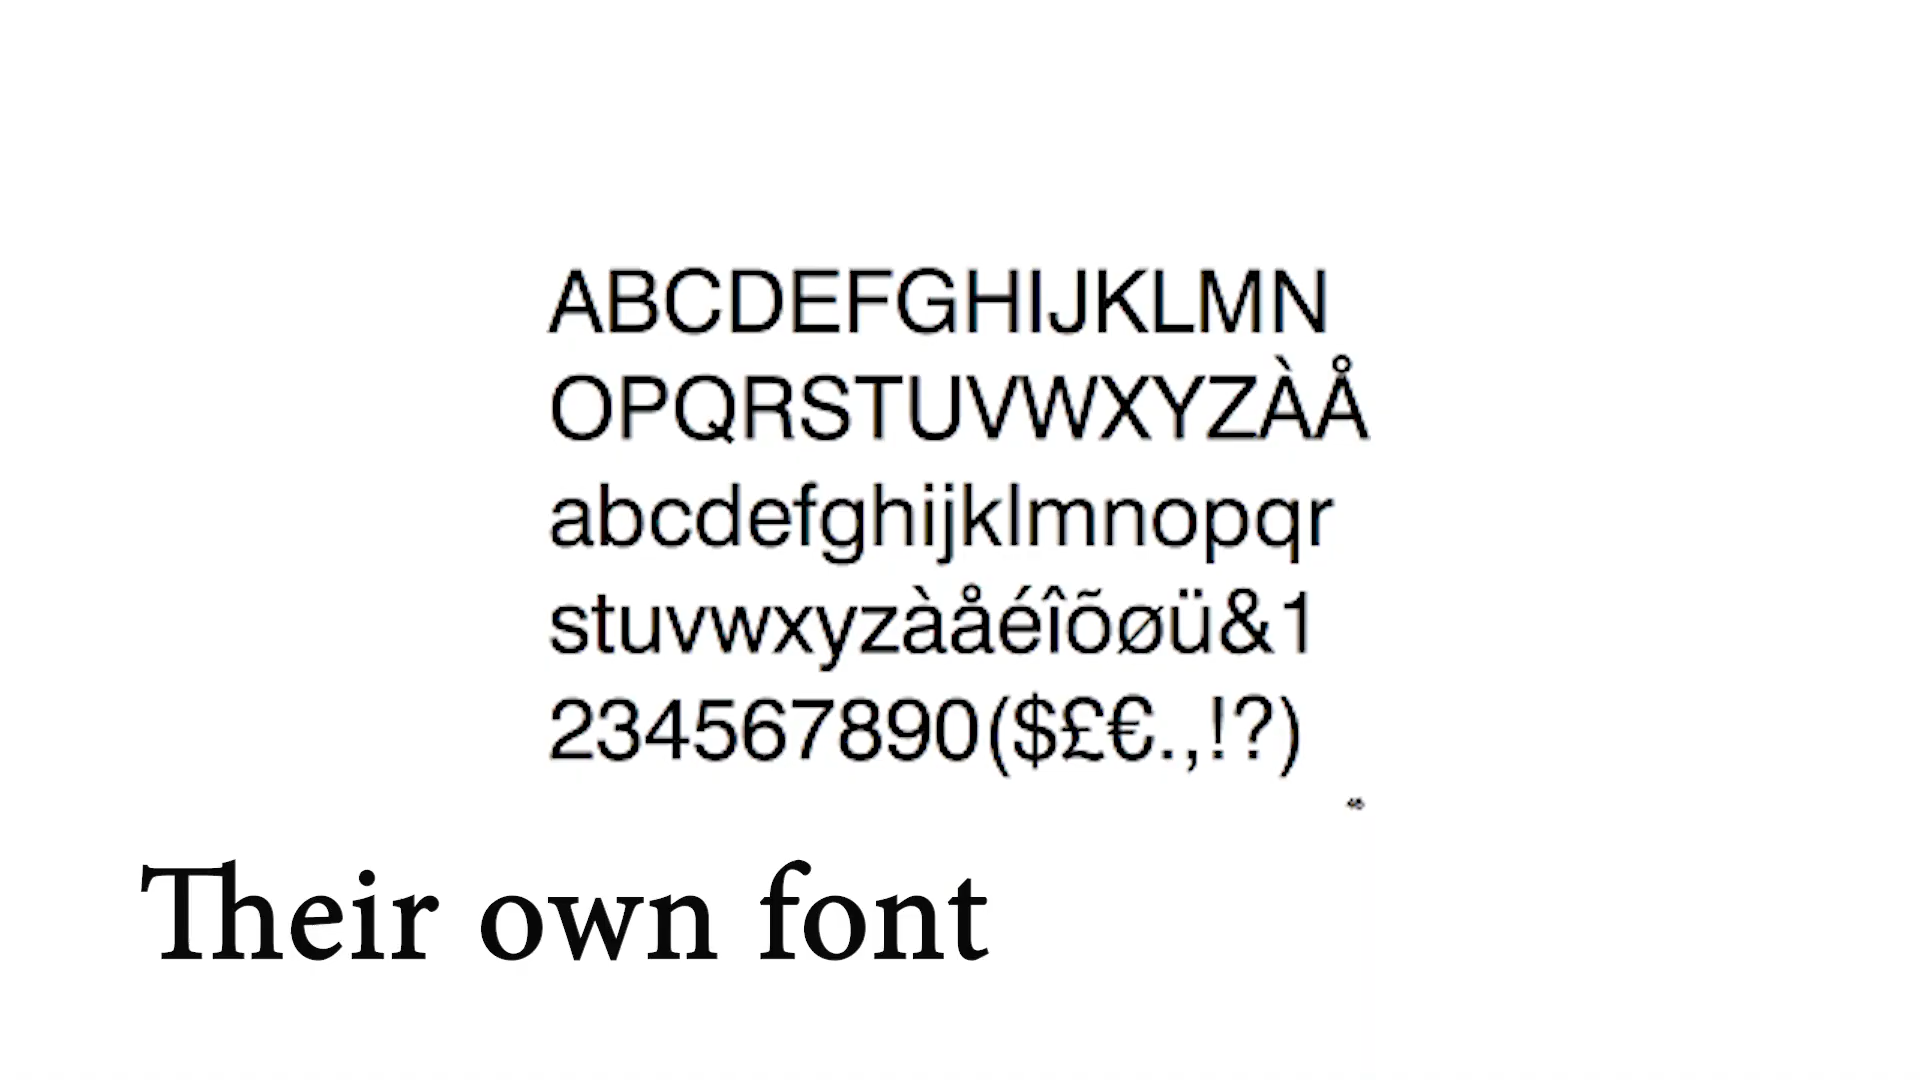 ABCDEFGHIJKLMN
OPQRSTUVWXYZÀÅ
abcdefghijklmnopqr
stuvwxyzàåéîõøü&1
234567890($£€.,!?)
Their own font